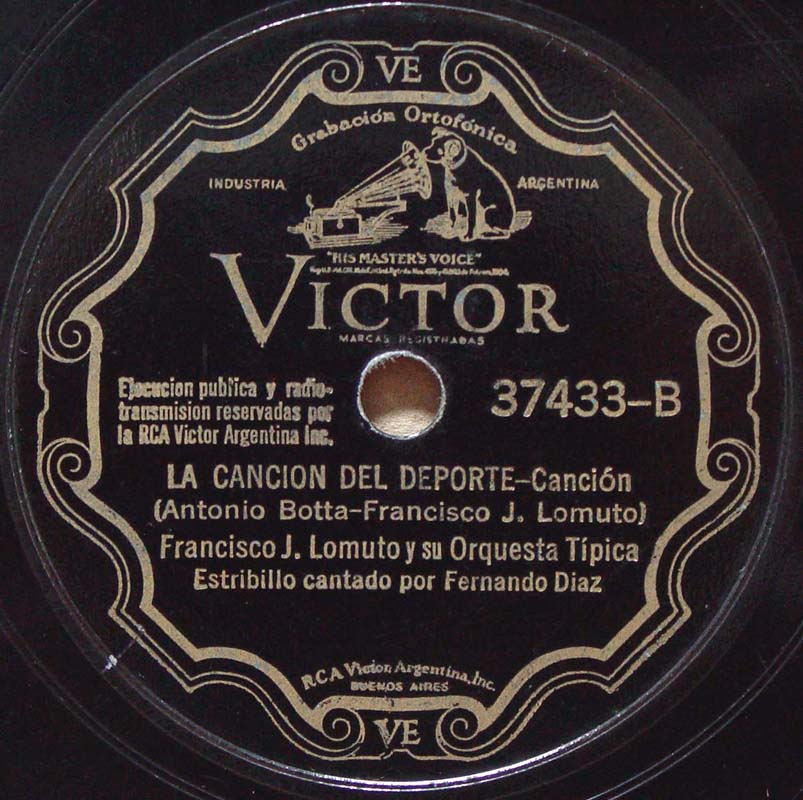 VE
Grabación Ortofónica
INDUSTRIA ARGENTINA
"HIS MASTER'S VOICE"
VICTOR
MARCAS REGISTRADAS
Ejecucion publica y radio-
transmision reservadas por
la RCA Victor Argentina Inc.
37433-B
LA CANCION DEL DEPORTE-Canción
(Antonio Botta-Francisco J. Lomuto)
Francisco J. Lomuto y su Orquesta Típica
Estribillo cantado por Fernando Diaz
RCA Victor Argentina, Inc.
BUENOS AIRES
VE